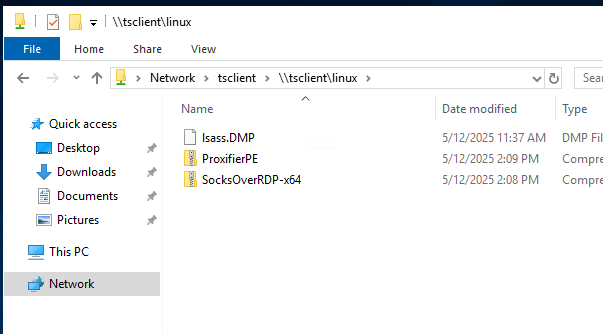 \\tsclient\linux
File Home Share View
Network tsclient \\tsclient\linux Sear
Name Date modified Type
Quick access
Desktop
Downloads
Documents
Pictures
This PC
Network
lsass.DMP 5/12/2025 11:37 AM DMP Fil
ProxifierPE 5/12/2025 2:09 PM Compre
SocksOverRDP-x64 5/12/2025 2:08 PM Compre